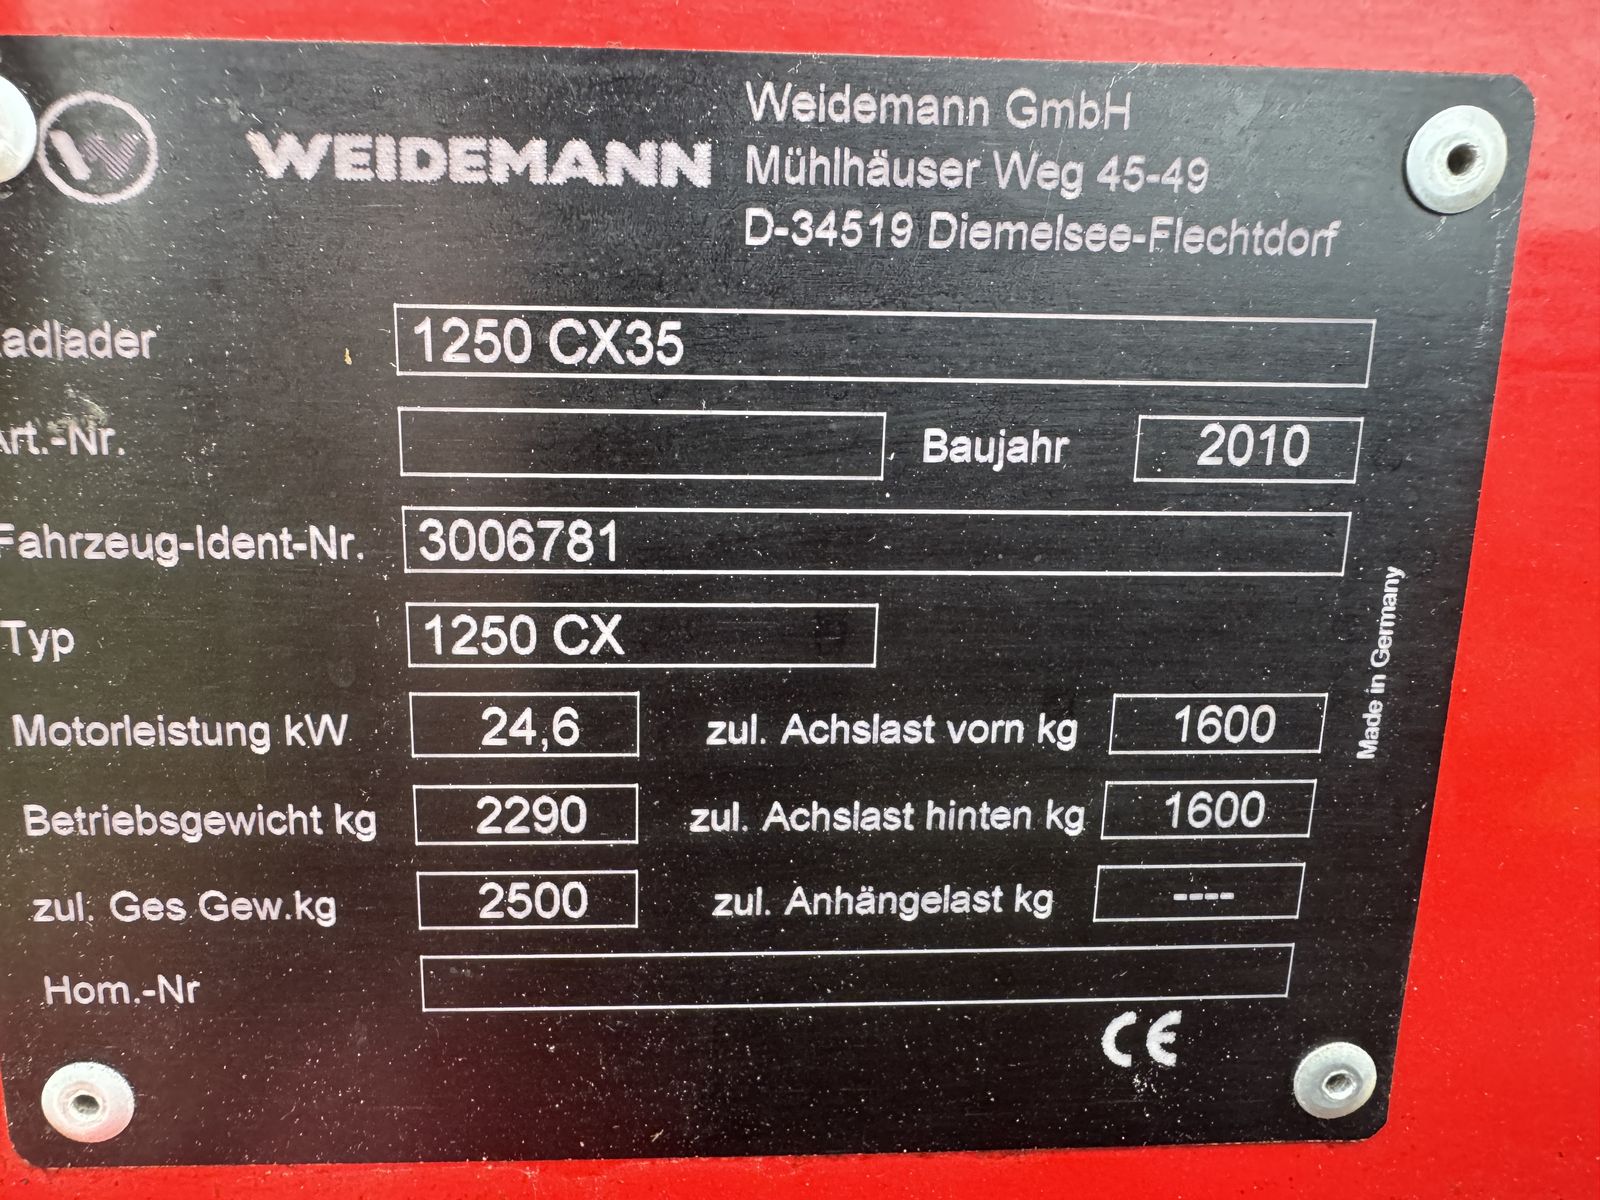 W WEIDEMANN
Weidemann GmbH
Mühlhäuser Weg 45-49
D-34519 Diemelsee-Flechtdorf
adlader 1250 CX35
Art.-Nr. Baujahr 2010
Fahrzeug-Ident-Nr. 3006781
Typ 1250 CX
Motorleistung kW 24,6 zul. Achslast vorn kg 1600
Betriebsgewicht kg 2290 zul. Achslast hinten kg 1600
zul. Ges Gew.kg 2500 zul. Anhängelast kg ----
Hom.-Nr
CE
Made in Germany